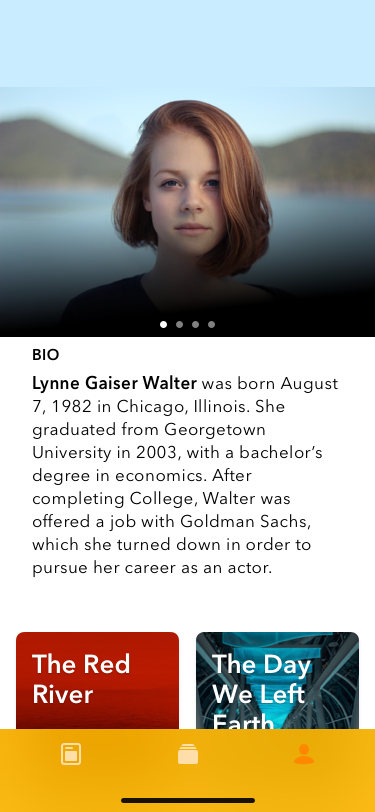 BIO
Lynne Gaiser Walter was born August
7, 1982 in Chicago, Illinois. She
graduated from Georgetown
University in 2003, with a bachelor’s
degree in economics. After
completing College, Walter was
offered a job with Goldman Sachs,
which she turned down in order to
pursue her career as an actor.
The Red
River
The Day
We Left
Earth